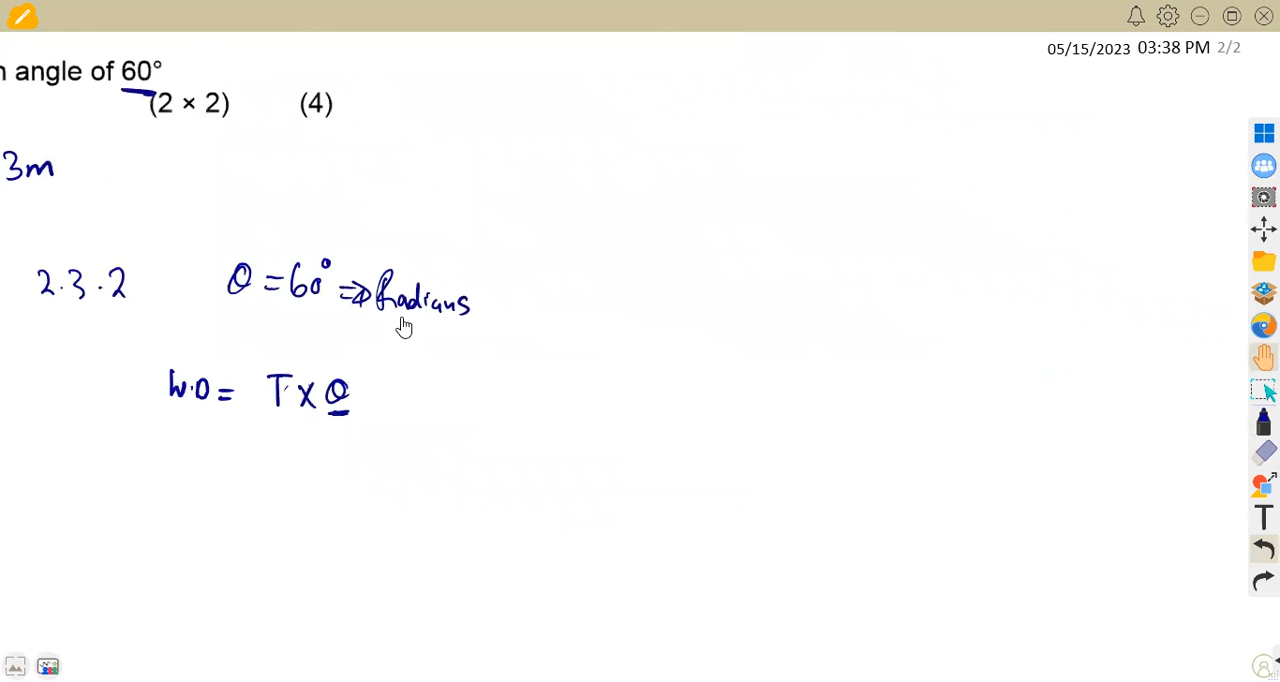 05/15/2023 03:38 PM 2/2
n angle of 60°
(2 × 2) (4)
3m
2.3.2 θ = 60° => Radians
W.D = T × θ
T